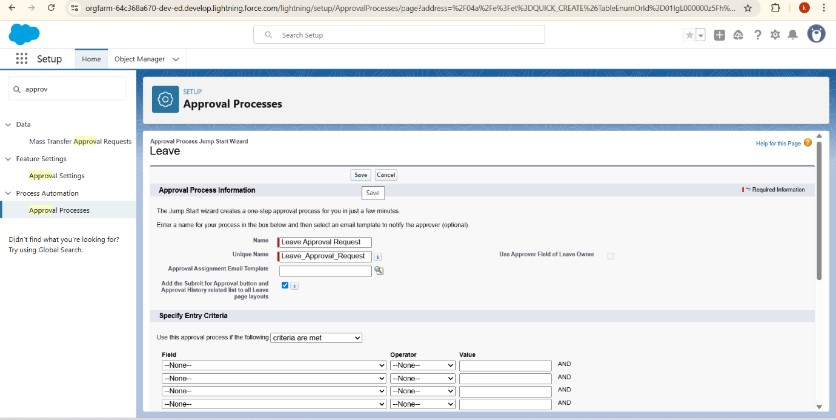 orgfarm-64c368a670-dev-ed.develop.lightning.force.com/lightning/setup/ApprovalProcesses/page?address=%2F04a%2Fe%3Fet%3DQUICK_CREATE%26TableEnumOrId%3D01IgL000000z5Fh%...
k
Search Setup
Setup
Home
Object Manager
approv
Data
Mass Transfer Approval Requests
Feature Settings
Approval Settings
Process Automation
Approval Processes
Didn't find what you're looking for?
Try using Global Search.
SETUP
Approval Processes
Approval Process Jump Start Wizard
Leave
Help for this Page
Save Cancel
Save
Approval Process Information
= Required Information
The Jump Start wizard creates a one-step approval process for you in just a few minutes.
Enter a name for your process in the box below and then select an email template to notify the approver (optional).
Name Leave Approval Request
Unique Name Leave_Approval_Request i
Use Approver Field of Leave Owner
Approval Assignment Email Template
Add the Submit for Approval button and
Approval History related list to all Leave
page layouts
i
Specify Entry Criteria
Use this approval process if the following criteria are met :
Field Operator Value
--None-- --None-- AND
--None-- --None-- AND
--None-- --None-- AND
--None-- --None-- AND